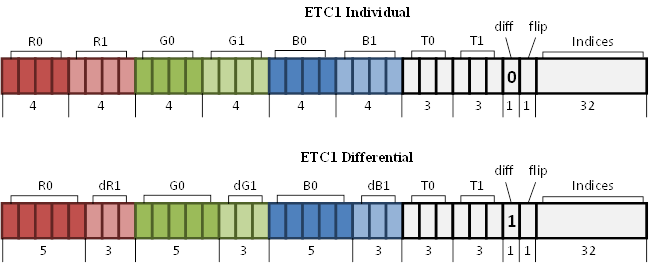 ETC1 Individual
diff flip
R0 R1 G0 G1 B0 B1 T0 T1 Indices
0
4 4 4 4 4 4 3 3 1 1 32
ETC1 Differential
diff flip
R0 dR1 G0 dG1 B0 dB1 T0 T1 Indices
1
5 3 5 3 5 3 3 3 1 1 32